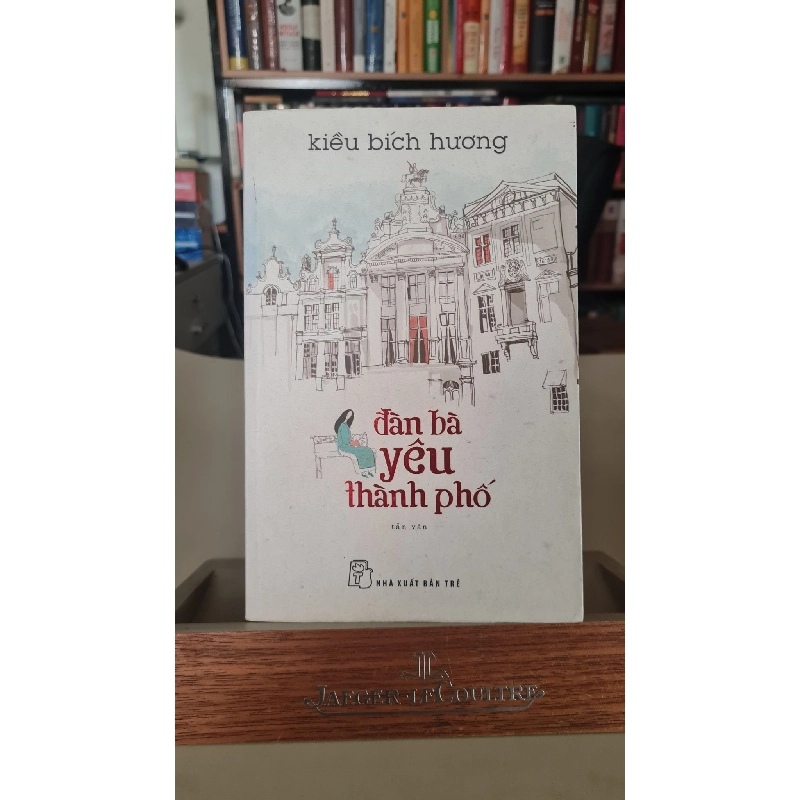 kiều bích hương
đàn bà
yêu
thành phố
tản văn
NHÀ XUẤT BẢN TRẺ
JAEGER-LECOULTRE